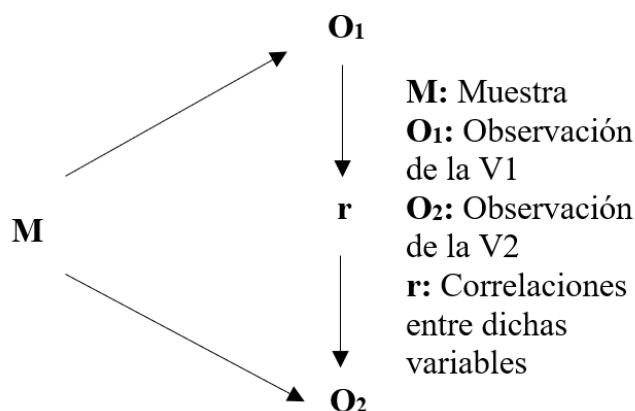 O₁
M: Muestra
O₁: Observación
de la V1
r
O₂: Observación
M
de la V2
r: Correlaciones
entre dichas
variables
O₂